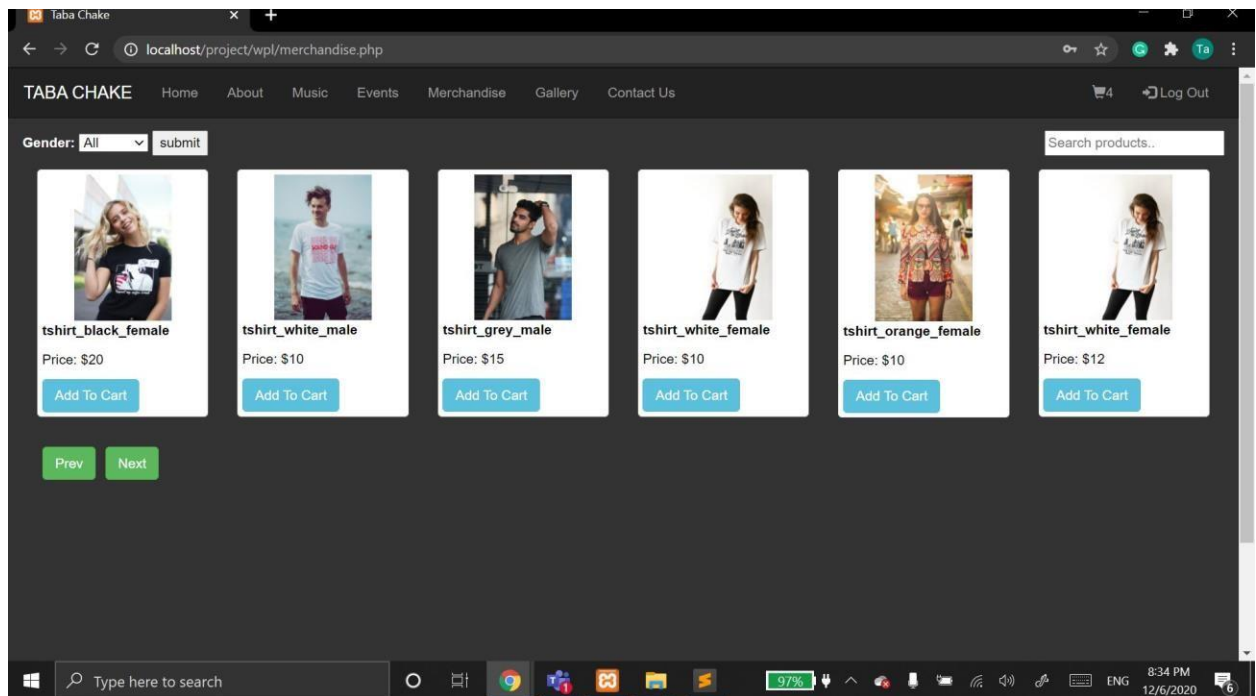 Taba Chake
localhost/project/wpl/merchandise.php
Ta
TABA CHAKE Home About Music Events Merchandise Gallery Contact Us 4 Log Out
Gender: All submit Search products..
tshirt_black_female
Price: $20
Add To Cart
tshirt_white_male
Price: $10
Add To Cart
tshirt_grey_male
Price: $15
Add To Cart
tshirt_white_female
Price: $10
Add To Cart
tshirt_orange_female
Price: $10
Add To Cart
tshirt_white_female
Price: $12
Add To Cart
Prev Next
Type here to search
1
97%
ENG
8:34 PM
12/6/2020
6